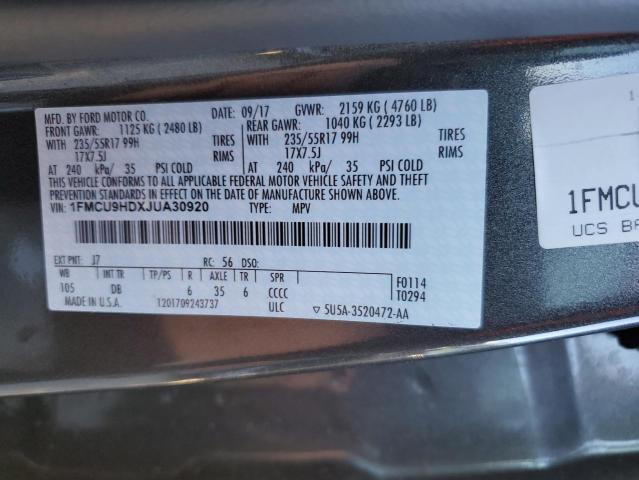 MFD. BY FORD MOTOR CO. DATE: 09/17 GVWR: 2159 KG ( 4760 LB)
FRONT GAWR: 1125 KG ( 2480 LB) REAR GAWR: 1040 KG ( 2293 LB)
WITH 235/55R17 99H TIRES WITH 235/55R17 99H TIRES
17X7.5J RIMS 17X7.5J RIMS
AT 240 kPa/ 35 PSI COLD AT 240 kPa/ 35 PSI COLD
THIS VEHICLE CONFORMS TO ALL APPLICABLE FEDERAL MOTOR VEHICLE SAFETY AND THEFT
PREVENTION STANDARDS IN EFFECT ON THE DATE OF MANUFACTURE SHOWN ABOVE.
VIN: 1FMCU9HDXJUA30920 TYPE: MPV
EXT PNT: J7 RC: 56 DSO:
WB INT TR TP/PS R AXLE TR SPR F0114
105 DB 6 35 6 CCCC T0294
MADE IN U.S.A. 1201709243737 ULC ▽ 5U5A-3520472-AA
1FMCU
UCS